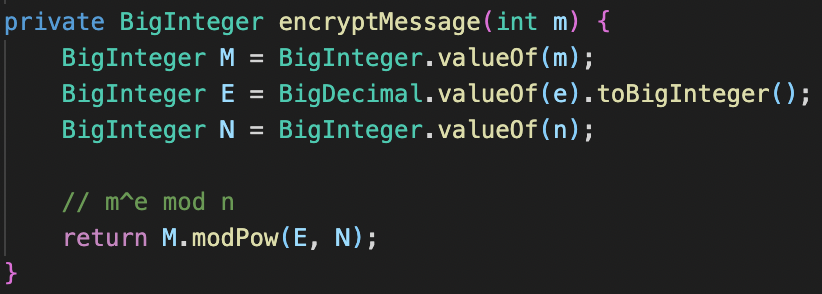 private BigInteger encryptMessage(int m) {
    BigInteger M = BigInteger.valueOf(m);
    BigInteger E = BigDecimal.valueOf(e).toBigInteger();
    BigInteger N = BigInteger.valueOf(n);

    // m^e mod n
    return M.modPow(E, N);
}